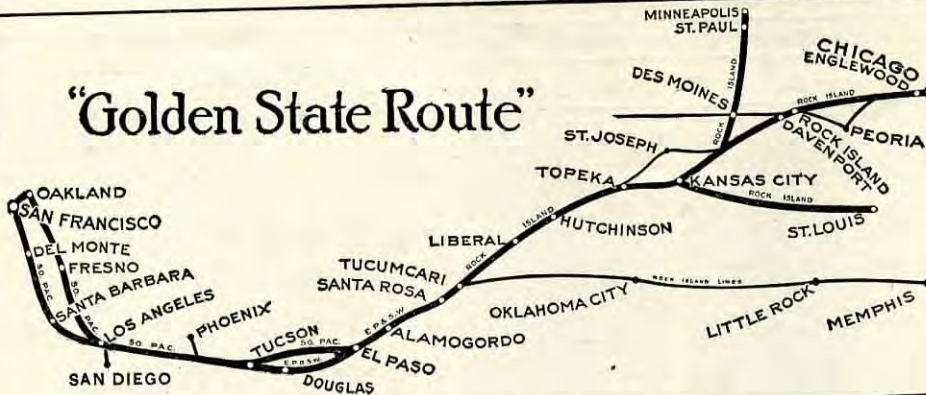 "Golden State Route"
MINNEAPOLIS
ST. PAUL
CHICAGO
ENGLEWOOD
DES MOINES
ISLAND
ROCK
ROCK ISLAND
PEORIA
ROCK ISLAND
DAVENPORT
ST. JOSEPH
TOPEKA
KANSAS CITY
ROCK ISLAND
ST. LOUIS
OAKLAND
SAN FRANCISCO
DEL MONTE
SO. PAC.
FRESNO
SO. PAC.
SANTA BARBARA
LOS ANGELES
SAN DIEGO
SO. PAC.
PHOENIX
TUCSON
SO. PAC.
E.P. & S.W.
DOUGLAS
EL PASO
E.P. & S.W.
ALAMOGORDO
SANTA ROSA
TUCUMCARI
LIBERAL
ROCK
ISLAND
HUTCHINSON
OKLAHOMA CITY
ROCK ISLAND LINES
LITTLE ROCK
MEMPHIS